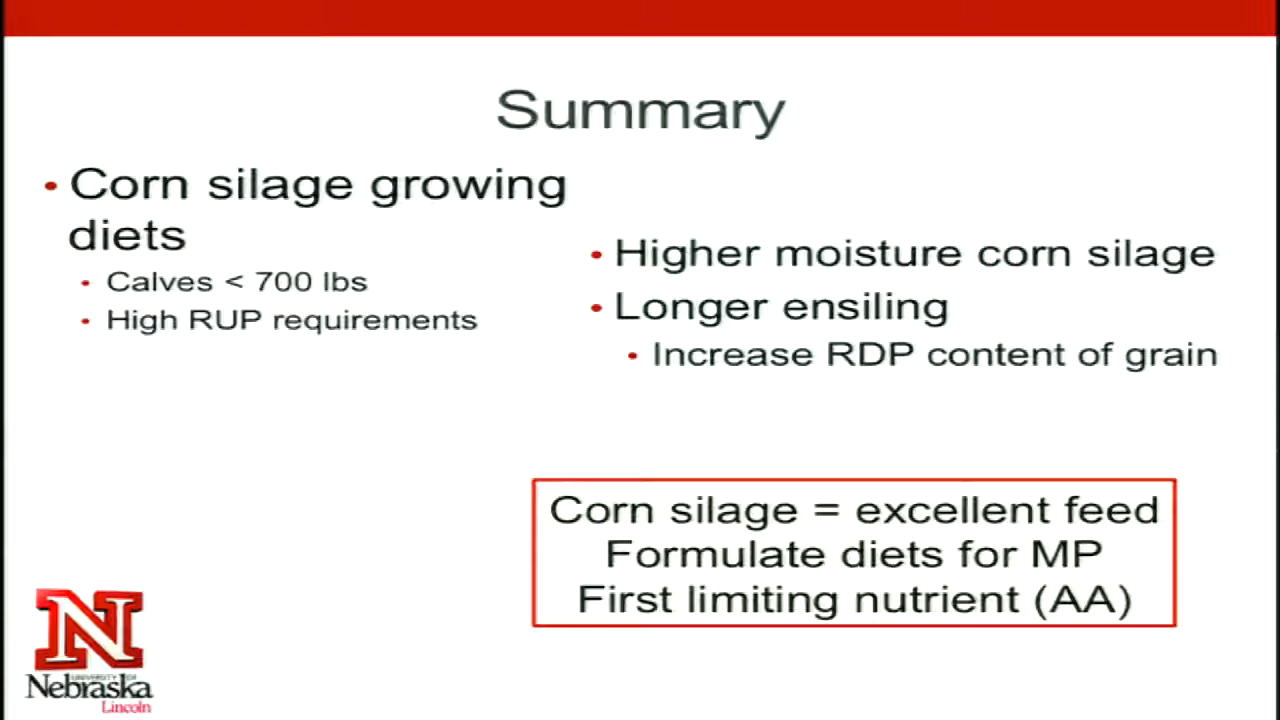 Summary
• Corn silage growing
diets
• Calves < 700 lbs
• High RUP requirements
• Higher moisture corn silage
• Longer ensiling
• Increase RDP content of grain
Corn silage = excellent feed
Formulate diets for MP
First limiting nutrient (AA)
N
UNIVERSITY OF
Nebraska
Lincoln